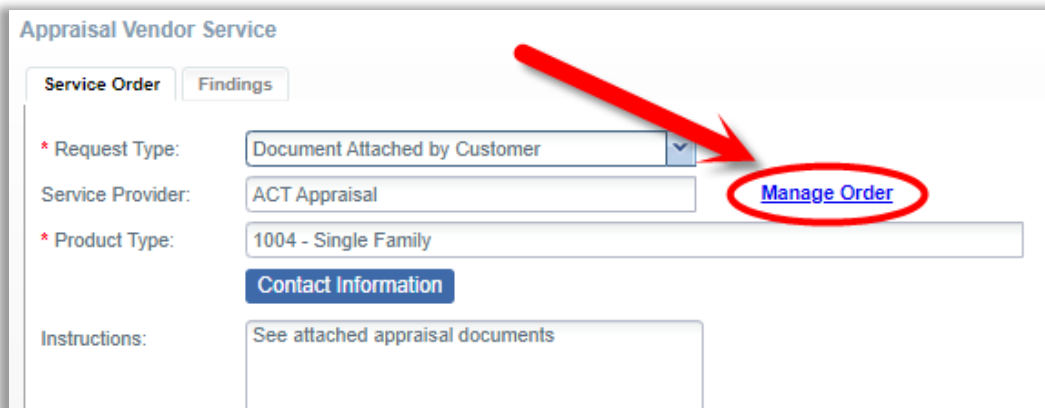 Appraisal Vendor Service
Service Order Findings
* Request Type: Document Attached by Customer
Service Provider: ACT Appraisal Manage Order
* Product Type: 1004 - Single Family
Contact Information
Instructions: See attached appraisal documents